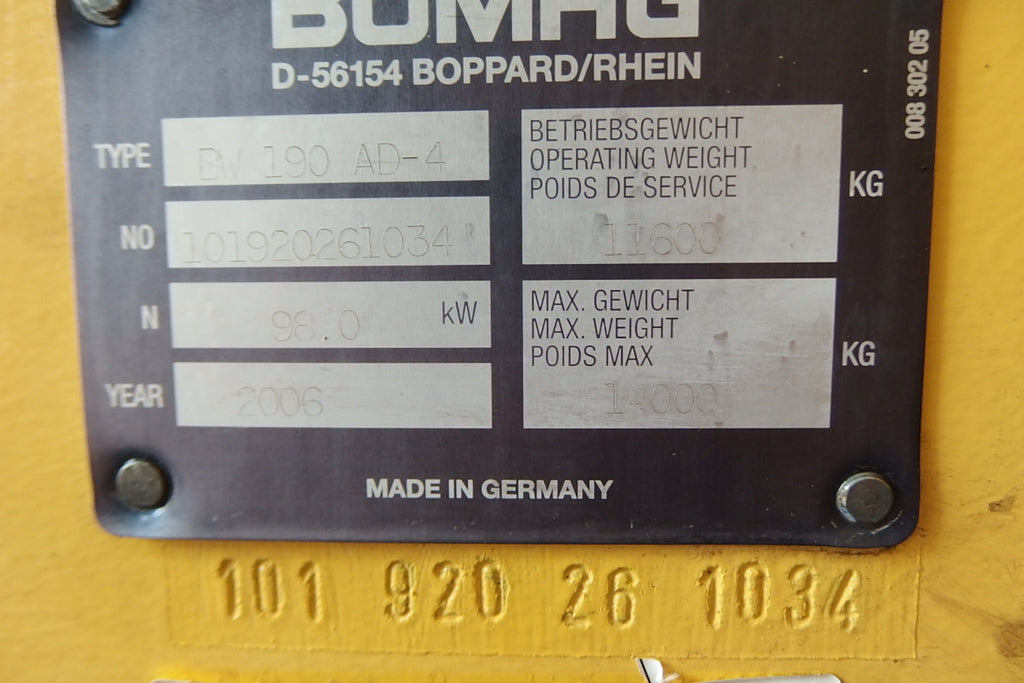 BOMAG
D-56154 BOPPARD/RHEIN
008 302 05
TYPE BW 190 AD-4
NO 101920261034
N 98.0 kW
YEAR 2006
BETRIEBSGEWICHT
OPERATING WEIGHT
POIDS DE SERVICE
11600 KG
MAX. GEWICHT
MAX. WEIGHT
POIDS MAX
14000 KG
MADE IN GERMANY
101 920 26 1034